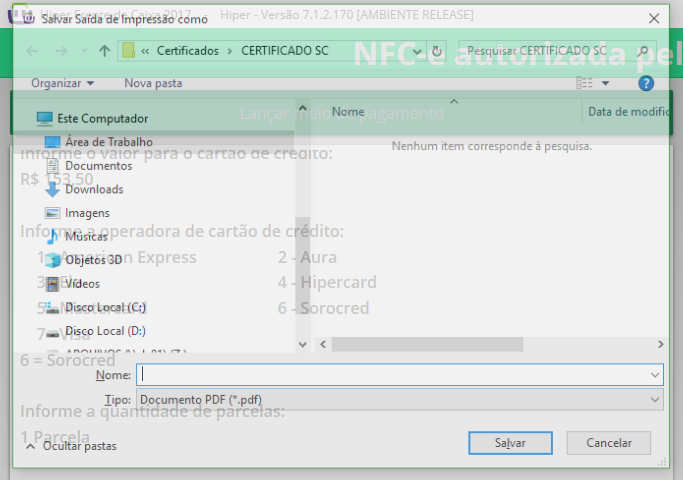 Hiper Frente de Caixa 2017
Hiper - Versão 7.1.2.170 [AMBIENTE RELEASE]
Salvar Saída de Impressão como
« Certificados > CERTIFICADO SC
Pesquisar CERTIFICADO SC
NFC-e autorizada pel
Organizar
Nova pasta
?
Lançar meio de pagamento
Nome
Data de modific
Nenhum item corresponde à pesquisa.
Este Computador
Área de Trabalho
Informe o valor para o cartão de crédito:
Documentos
R$ 153,50
Downloads
Imagens
Informe a operadora de cartão de crédito:
Músicas
1 - American Express
2 - Aura
Objetos 3D
3 - Elo
4 - Hipercard
Vídeos
5 - Mastercard
6 - Sorocred
Disco Local (C:)
7 - Visa
Disco Local (D:)
6 = Sorocred
Nome:
Tipo: Documento PDF (*.pdf)
Informe a quantidade de parcelas:
1 Parcela
Ocultar pastas
Salvar
Cancelar